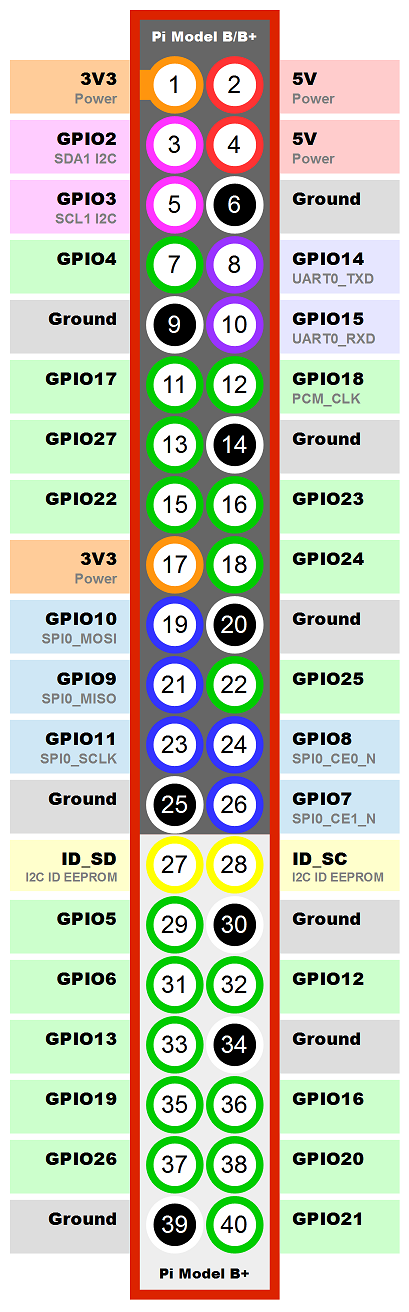 Pi Model B/B+
3V3 1 2 5V
Power Power
GPIO2 3 4 5V
SDA1 I2C Power
GPIO3 5 6 Ground
SCL1 I2C
GPIO4 7 8 GPIO14
UART0_TXD
Ground 9 10 GPIO15
UART0_RXD
GPIO17 11 12 GPIO18
PCM_CLK
GPIO27 13 14 Ground
GPIO22 15 16 GPIO23
3V3 17 18 GPIO24
Power
GPIO10 19 20 Ground
SPI0_MOSI
GPIO9 21 22 GPIO25
SPI0_MISO
GPIO11 23 24 GPIO8
SPI0_SCLK SPI0_CE0_N
Ground 25 26 GPIO7
SPI0_CE1_N
ID_SD 27 28 ID_SC
I2C ID EEPROM I2C ID EEPROM
GPIO5 29 30 Ground
GPIO6 31 32 GPIO12
GPIO13 33 34 Ground
GPIO19 35 36 GPIO16
GPIO26 37 38 GPIO20
Ground 39 40 GPIO21
Pi Model B+